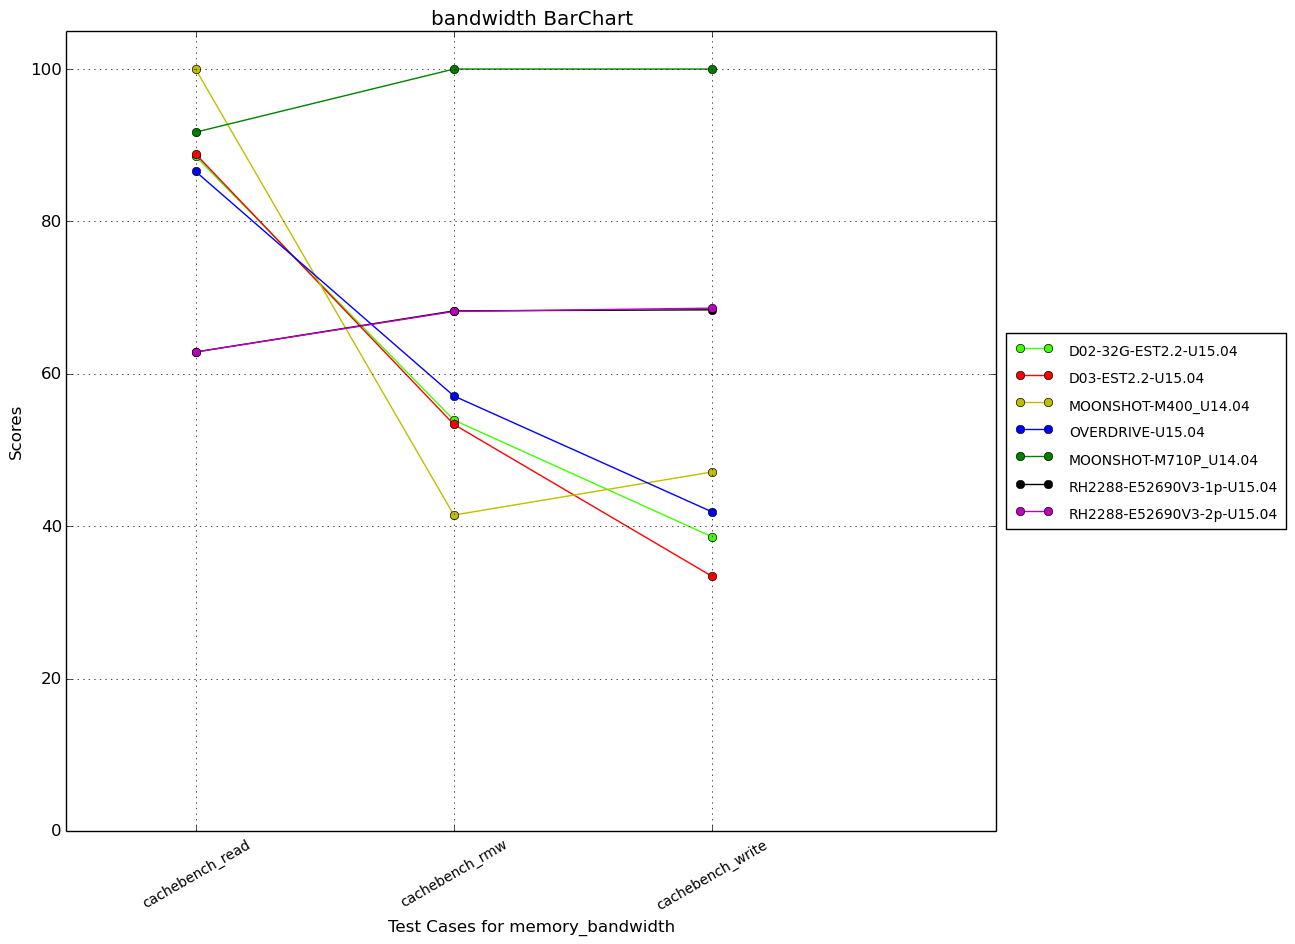 bandwidth BarChart
100
80
60
40
20
0
Scores
cachebench_read
cachebench_rmw
cachebench_write
Test Cases for memory_bandwidth
D02-32G-EST2.2-U15.04
D03-EST2.2-U15.04
MOONSHOT-M400_U14.04
OVERDRIVE-U15.04
MOONSHOT-M710P_U14.04
RH2288-E52690V3-1p-U15.04
RH2288-E52690V3-2p-U15.04